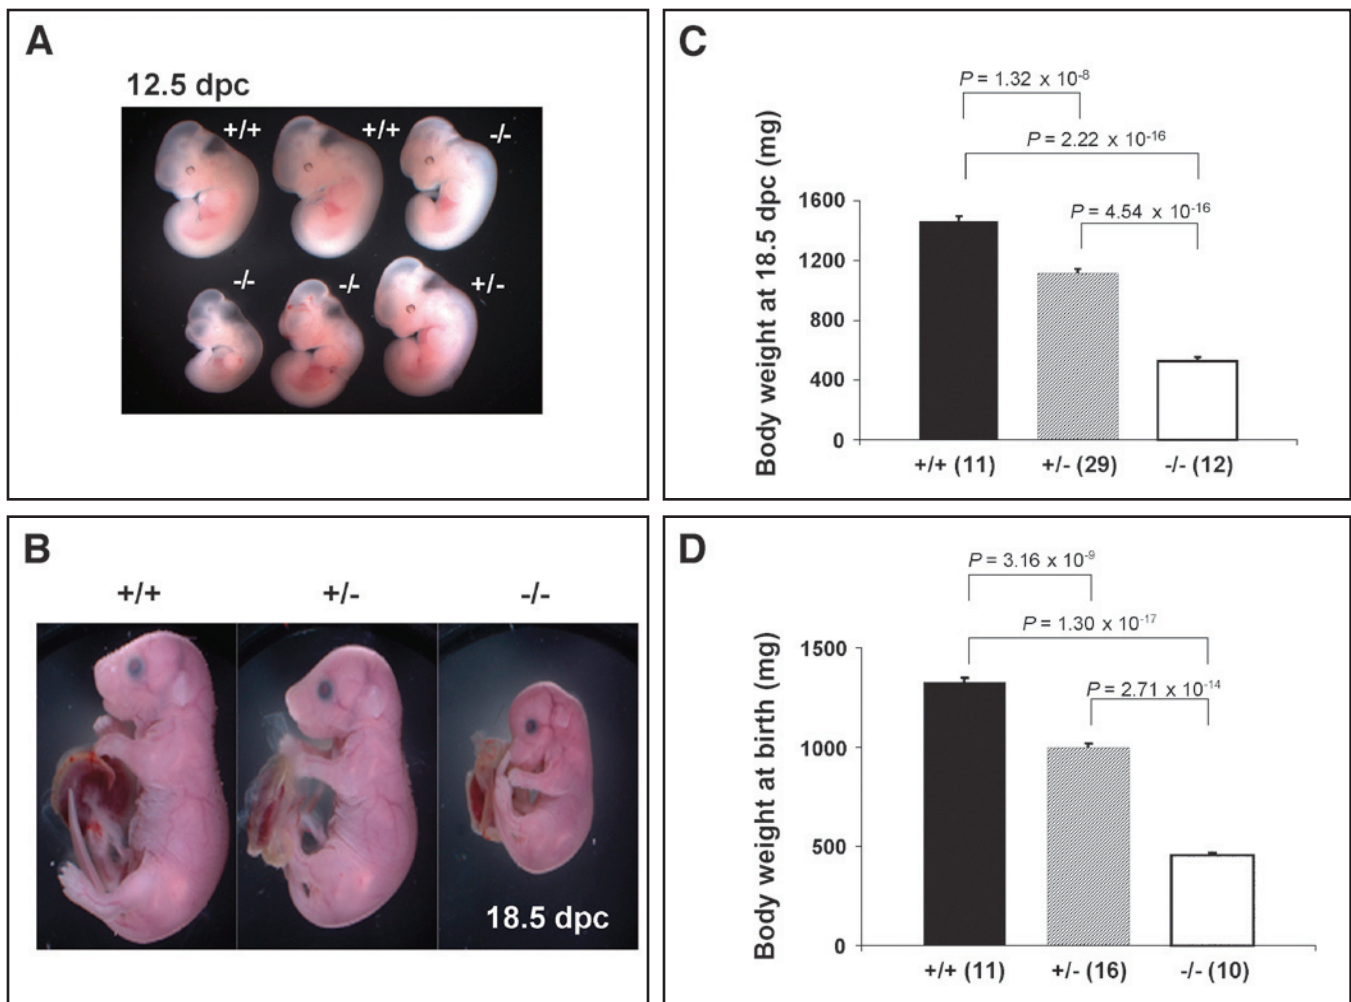 A
12.5 dpc
+/+
+/+
-/-
-/-
-/-
+/-
B
+/+
+/-
-/-
18.5 dpc
C
P = 1.32 x 10⁻⁸
P = 2.22 x 10⁻¹⁶
P = 4.54 x 10⁻¹⁶
Body weight at 18.5 dpc (mg)
1600
1200
800
400
0
+/+ (11)
+/- (29)
-/- (12)
D
P = 3.16 x 10⁻⁹
P = 1.30 x 10⁻¹⁷
P = 2.71 x 10⁻¹⁴
Body weight at birth (mg)
1500
1000
500
0
+/+ (11)
+/- (16)
-/- (10)